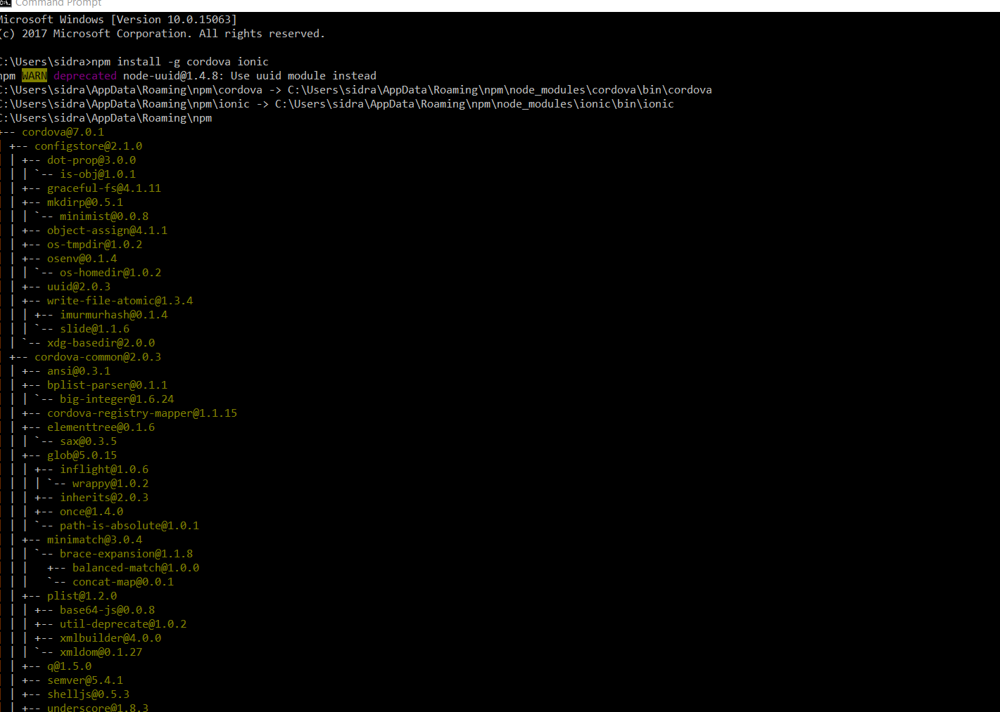 Command Prompt
Microsoft Windows [Version 10.0.15063]
(c) 2017 Microsoft Corporation. All rights reserved.
C:\Users\sidra>npm install -g cordova ionic
npm WARN deprecated node-uuid@1.4.8: Use uuid module instead
C:\Users\sidra\AppData\Roaming\npm\cordova -> C:\Users\sidra\AppData\Roaming\npm\node_modules\cordova\bin\cordova
C:\Users\sidra\AppData\Roaming\npm\ionic -> C:\Users\sidra\AppData\Roaming\npm\node_modules\ionic\bin\ionic
C:\Users\sidra\AppData\Roaming\npm
+-- cordova@7.0.1
| +-- configstore@2.1.0
| | +-- dot-prop@3.0.0
| | | `-- is-obj@1.0.1
| | +-- graceful-fs@4.1.11
| | +-- mkdirp@0.5.1
| | | `-- minimist@0.0.8
| | +-- object-assign@4.1.1
| | +-- os-tmpdir@1.0.2
| | +-- osenv@0.1.4
| | | `-- os-homedir@1.0.2
| | +-- uuid@2.0.3
| | +-- write-file-atomic@1.3.4
| | | +-- imurmurhash@0.1.4
| | | `-- slide@1.1.6
| | `-- xdg-basedir@2.0.0
| +-- cordova-common@2.0.3
| | +-- ansi@0.3.1
| | +-- bplist-parser@0.1.1
| | | `-- big-integer@1.6.24
| | +-- cordova-registry-mapper@1.1.15
| | +-- elementtree@0.1.6
| | | `-- sax@0.3.5
| | +-- glob@5.0.15
| | | +-- inflight@1.0.6
| | | | `-- wrappy@1.0.2
| | | +-- inherits@2.0.3
| | | +-- once@1.4.0
| | | `-- path-is-absolute@1.0.1
| | +-- minimatch@3.0.4
| | | `-- brace-expansion@1.1.8
| | |   +-- balanced-match@1.0.0
| | |   `-- concat-map@0.0.1
| | +-- plist@1.2.0
| | | +-- base64-js@0.0.8
| | | +-- util-deprecate@1.0.2
| | | +-- xmlbuilder@4.0.0
| | | `-- xmldom@0.1.27
| | +-- q@1.5.0
| | +-- semver@5.4.1
| | +-- shelljs@0.5.3
| | +-- underscore@1.8.3